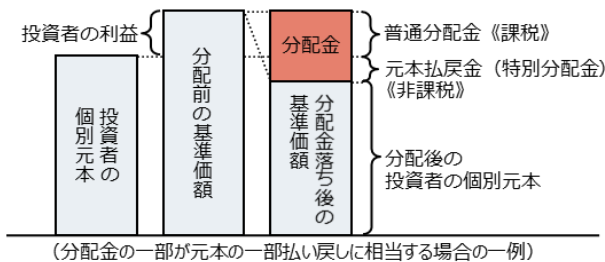 投資者の利益
投資者の
個別元本
分配前の基準価額
分配金
分配金落ち後の
基準価額
普通分配金《課税》
元本払戻金（特別分配金）
《非課税》
分配後の
投資者の個別元本
（分配金の一部が元本の一部払い戻しに相当する場合の一例）